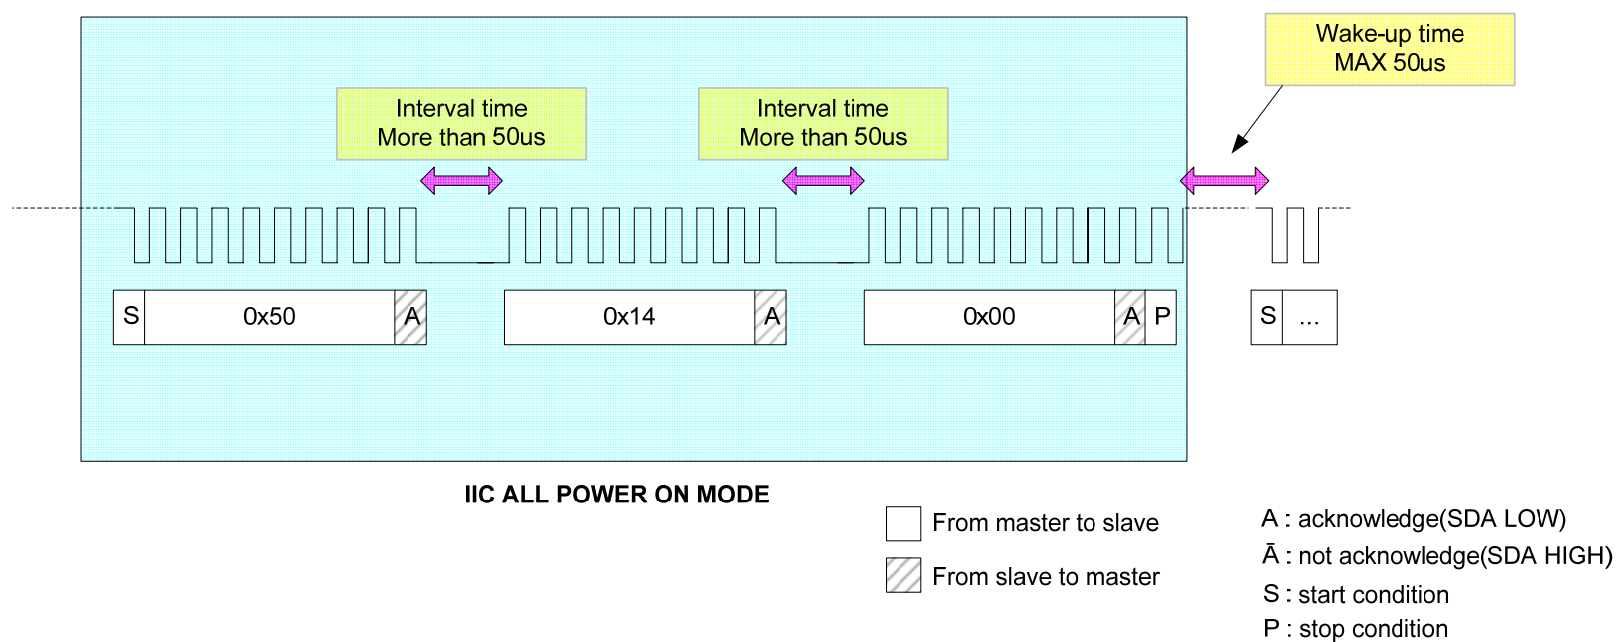 Wake-up time
MAX 50us
Interval time
More than 50us
Interval time
More than 50us
S 0x50 A 0x14 A 0x00 A P S ...
IIC ALL POWER ON MODE
From master to slave
From slave to master
A : acknowledge(SDA LOW)
Ā : not acknowledge(SDA HIGH)
S : start condition
P : stop condition